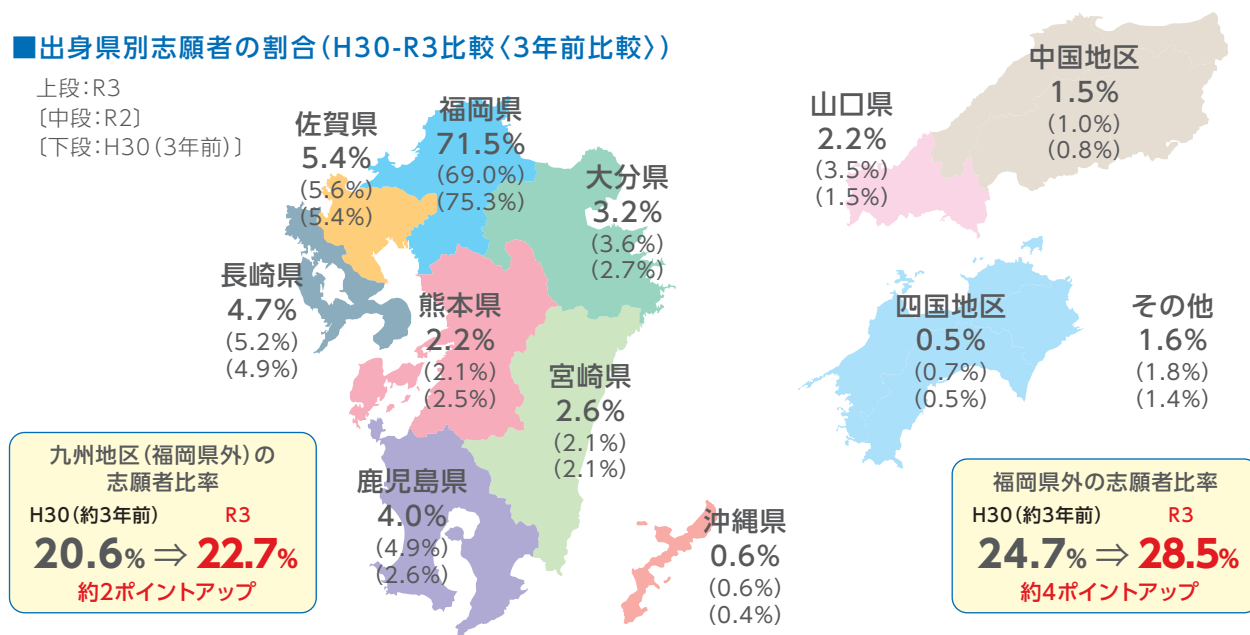 ■出身県別志願者の割合(H30-R3比較〈3年前比較〉)
上段:R3
〔中段:R2〕
〔下段:H30(3年前)〕
福岡県
71.5%
(69.0%)
(75.3%)
佐賀県
5.4%
(5.6%)
(5.4%)
大分県
3.2%
(3.6%)
(2.7%)
長崎県
4.7%
(5.2%)
(4.9%)
熊本県
2.2%
(2.1%)
(2.5%)
宮崎県
2.6%
(2.1%)
(2.1%)
鹿児島県
4.0%
(4.9%)
(2.6%)
沖縄県
0.6%
(0.6%)
(0.4%)
中国地区
1.5%
(1.0%)
(0.8%)
山口県
2.2%
(3.5%)
(1.5%)
四国地区
0.5%
(0.7%)
(0.5%)
その他
1.6%
(1.8%)
(1.4%)
九州地区(福岡県外)の
志願者比率
H30(約3年前) R3
20.6% ⇒ 22.7%
約2ポイントアップ
福岡県外の志願者比率
H30(約3年前) R3
24.7% ⇒ 28.5%
約4ポイントアップ